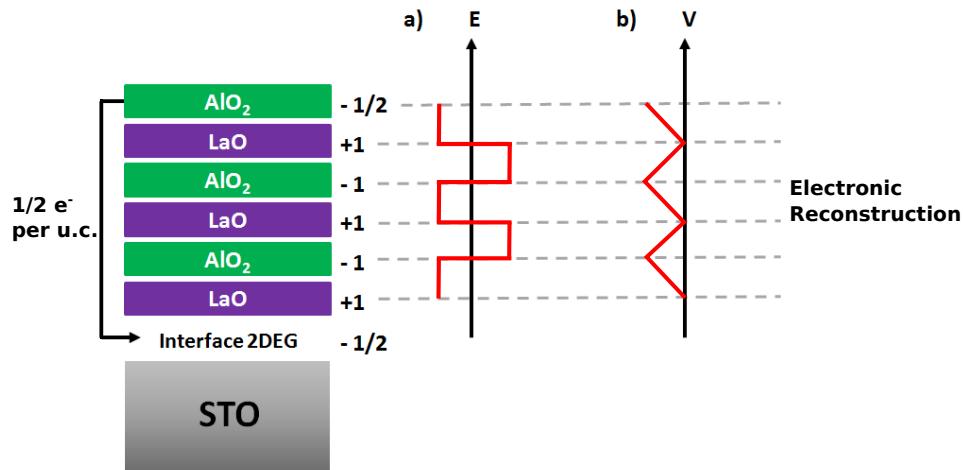 a) E b) V
AlO₂ - 1/2
LaO +1
AlO₂ - 1
LaO +1
AlO₂ - 1
LaO +1
Interface 2DEG - 1/2
STO
1/2 e⁻
per u.c.
Electronic
Reconstruction